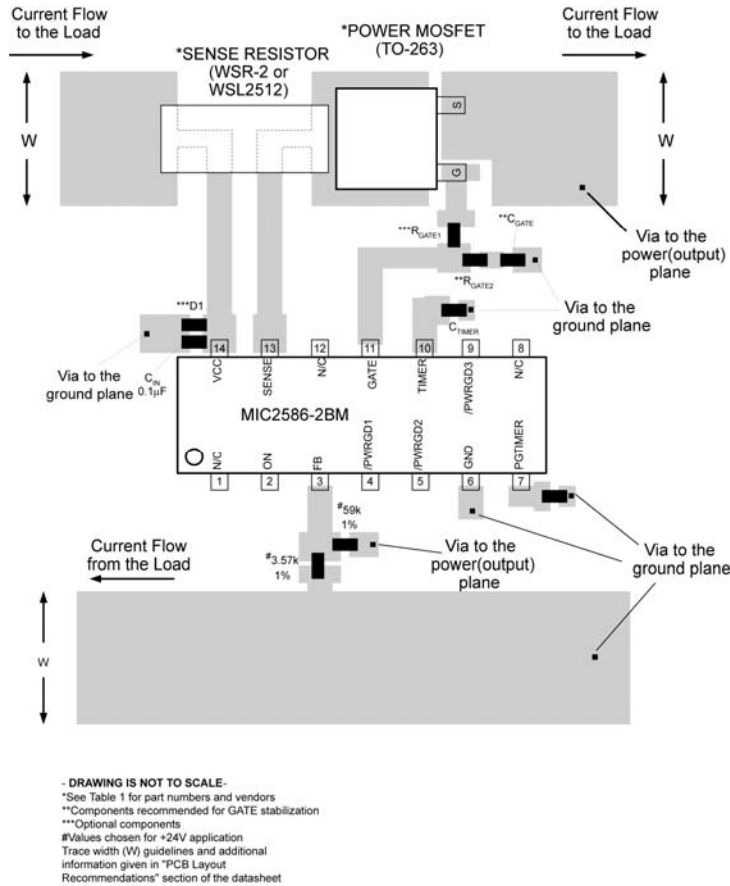 Current Flow
to the Load
*SENSE RESISTOR
(WSR-2 or
WSL2512)
*POWER MOSFET
(TO-263)
Current Flow
to the Load
W
S
G
W
***RGATE1
**CGATE
**RGATE2
Via to the
power(output)
plane
***D1
CTIMER
Via to the
ground plane
Via to the
ground plane
CIN
0.1µF
14
13
12
11
10
9
8
VCC
SENSE
N/C
GATE
TIMER
/PWRGD3
N/C
MIC2586-2BM
N/C
ON
FB
/PWRGD1
/PWRGD2
GND
PGTIMER
1
2
3
4
5
6
7
#59k
1%
#3.57k
1%
Current Flow
from the Load
Via to the
power(output)
plane
Via to the
ground plane
W
- DRAWING IS NOT TO SCALE-
*See Table 1 for part numbers and vendors
**Components recommended for GATE stabilization
***Optional components
#Values chosen for +24V application
Trace width (W) guidelines and additional
information given in "PCB Layout
Recommendations" section of the datasheet